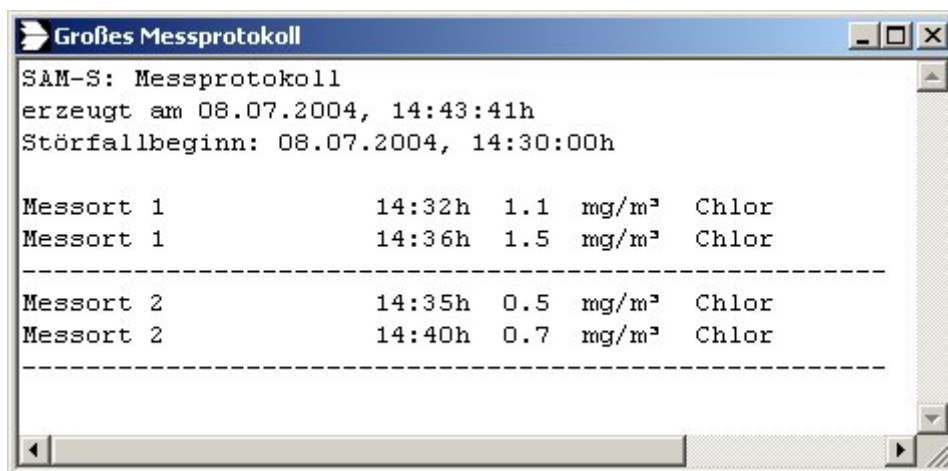 Großes Messprotokoll
SAM-S: Messprotokoll
erzeugt am 08.07.2004, 14:43:41h
Störfallbeginn: 08.07.2004, 14:30:00h
Messort 1 14:32h 1.1 mg/m³ Chlor
Messort 1 14:36h 1.5 mg/m³ Chlor
------------------------------------------------------
Messort 2 14:35h 0.5 mg/m³ Chlor
Messort 2 14:40h 0.7 mg/m³ Chlor
------------------------------------------------------